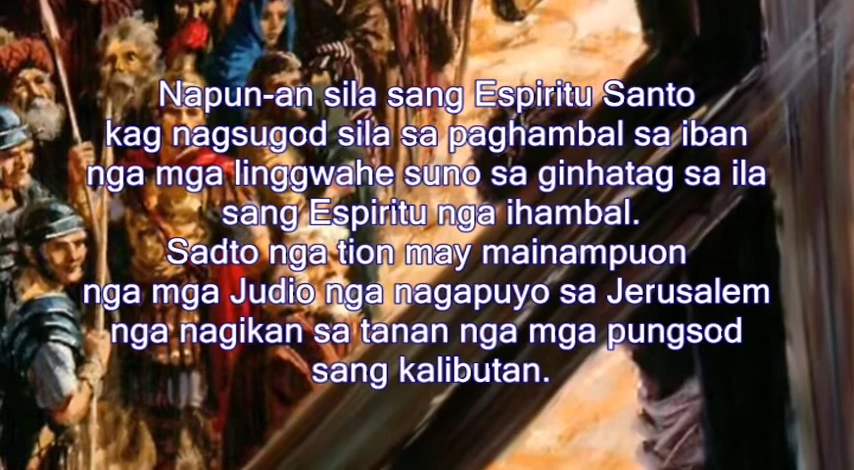 Napun-an sila sang Espiritu Santo
kag nagsugod sila sa paghambal sa iban
nga mga linggwahe suno sa ginhatag sa ila
sang Espiritu nga ihambal.
Sadto nga tion may mainampuon
nga mga Judio nga nagapuyo sa Jerusalem
nga nagikan sa tanan nga mga pungsod
sang kalibutan.